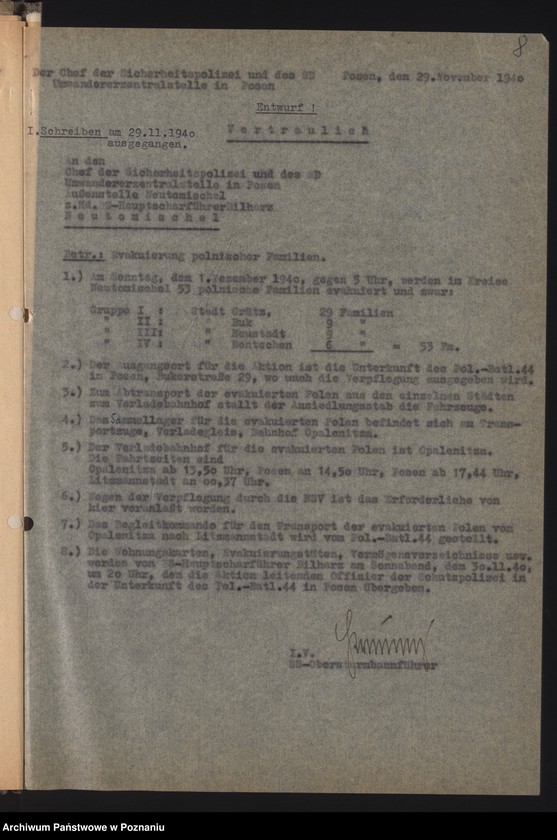 8
Der Chef der Sicherheitspolizei und des SD Posen, den 29.November 1940
Umwandererzentralstelle in Posen
Entwurf !
I.Schreiben am 29.11.1940
ausgegangen.
Vertraulich
An den
Chef der Sicherheitspolizei und des SD
Umwandererzentralstelle in Posen
Außenstelle Neutomischel
z.Hd. SS-Hauptscharführer Bilharz
Neutomischel
Betr.: Evakuierung polnischer Familien.
1.) Am Sonntag, den 1.Dezember 1940, gegen 5 Uhr, werden im Kreise
Neutomischel 53 polnische Familien evakuiert und zwar:
Gruppe I : Stadt Grätz, 29 Familien
" II : " Buk 9 "
" III: " Neustadt 9 "
" IV : " Bentschen 6 " = 53 Fm.
2.) Der Ausgangsort für die Aktion ist die Unterkunft des Pol.-Batl.44
in Posen, Bukerstraße 29, wo auch die Verpflegung ausgegeben wird.
3.) Zum Abtransport der evakuierten Polen aus den einzelnen Städten
zum Verladebahnhof stellt der Ansiedlungsstab die Fahrzeuge.
4.) Das Sammellager für die evakuierten Polen befindet sich am Trans-
portzuge, Verladegleis, Bahnhof Opalenitza.
5.) Der Verladebahnhof für die evakuierten Polen ist Opalenitza.
Die Fahrtzeiten sind
Opalenitza ab 13,50 Uhr, Posen an 14,50 Uhr, Posen ab 17,44 Uhr,
Litzmannstadt an 00,37 Uhr.
6.) Wegen der Verpflegung durch die NSV ist das Erforderliche von
hier veranlaßt worden.
7.) Das Begleitkommando für den Transport der evakuierten Polen von
Opalenitza nach Litzmannstadt wird vom Pol.-Batl.44 gestellt.
8.) Die Wohnungskarten, Evakuierungstüten, Vermögensverzeichnisse usw.
werden von SS-Hauptscharführer Bilharz am Sonnabend, dem 30.11.40,
um 20 Uhr, dem die Aktion leitenden Offizier der Schutzpolizei in
der Unterkunft des Pol.-Batl.44 in Posen übergeben.
I.V.
SS-Obersturmbannführer
Archiwum Państwowe w Poznaniu